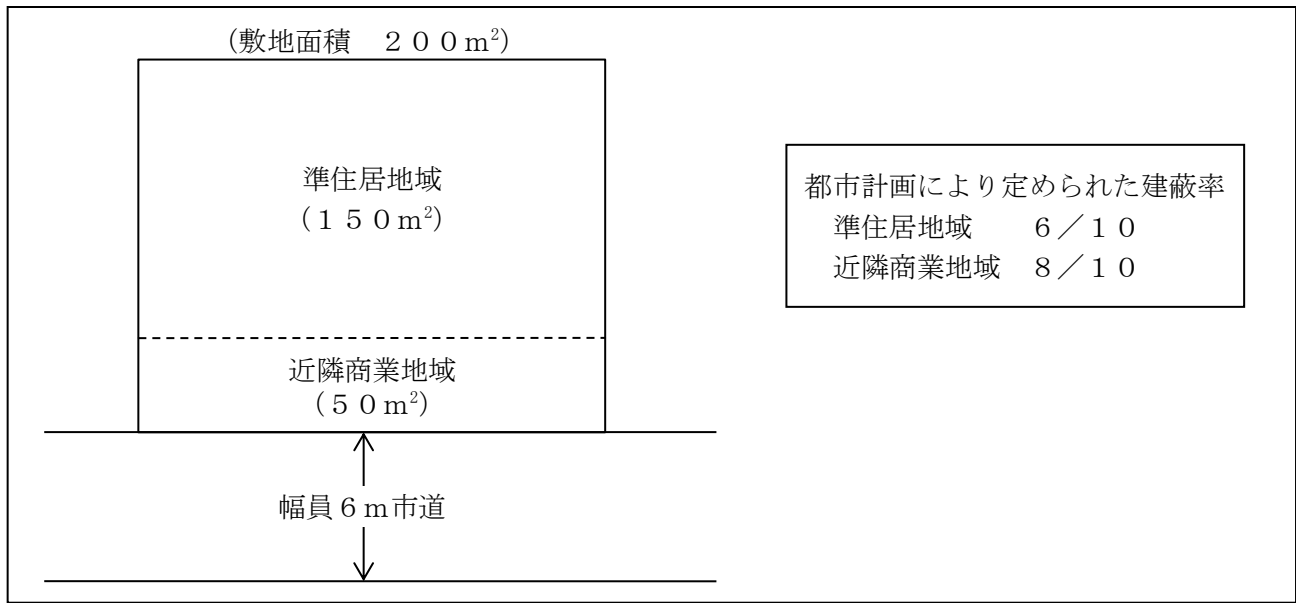 (敷地面積　２００m²)
準住居地域
(１５０m²)
近隣商業地域
(５０m²)
幅員６m市道
都市計画により定められた建蔽率
準住居地域　　６／１０
近隣商業地域　８／１０